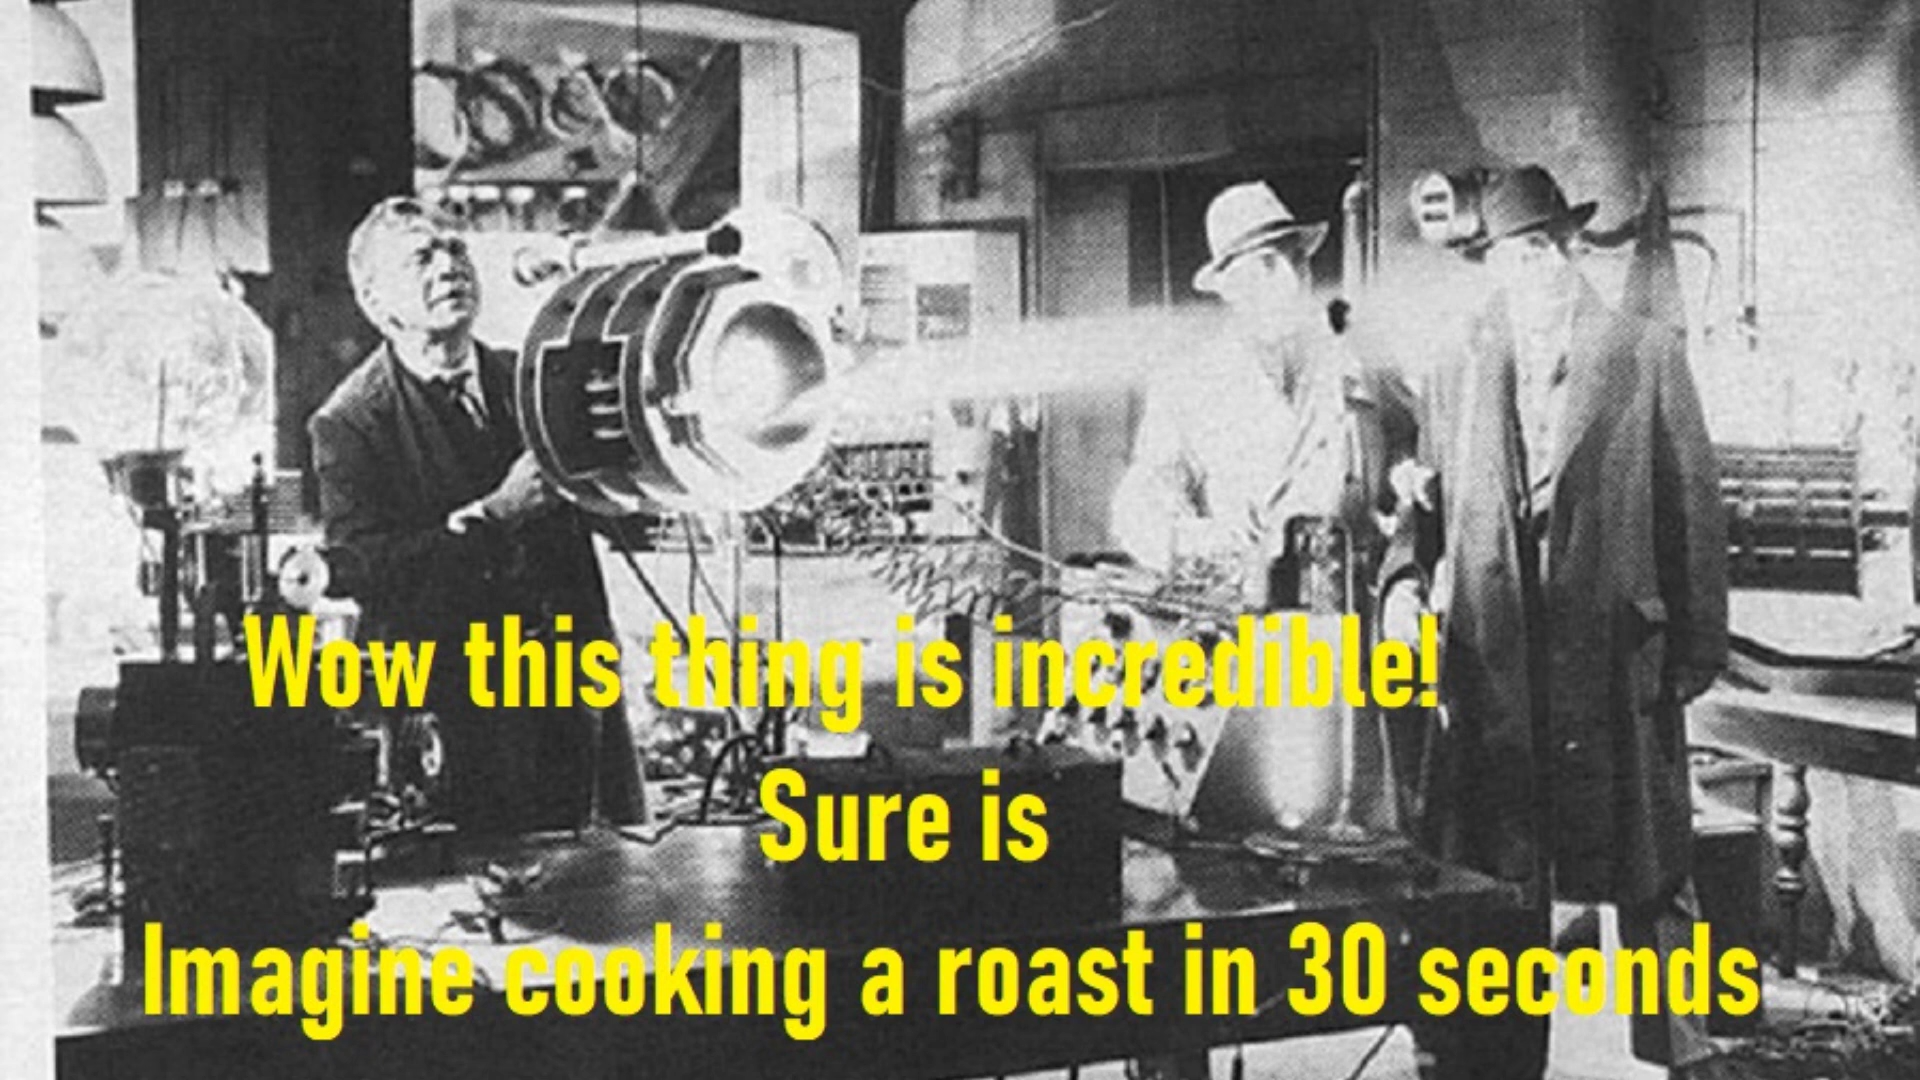 Wow this thing is incredible!
Sure is
Imagine cooking a roast in 30 seconds